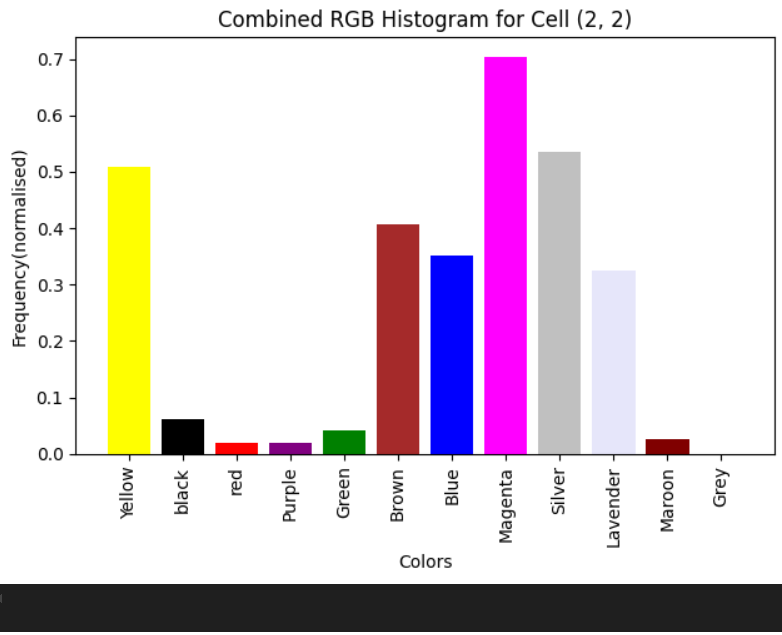 Combined RGB Histogram for Cell (2, 2)
Frequency(normalised)
0.7
0.6
0.5
0.4
0.3
0.2
0.1
0.0
Yellow
black
red
Purple
Green
Brown
Blue
Magenta
Silver
Lavender
Maroon
Grey
Colors